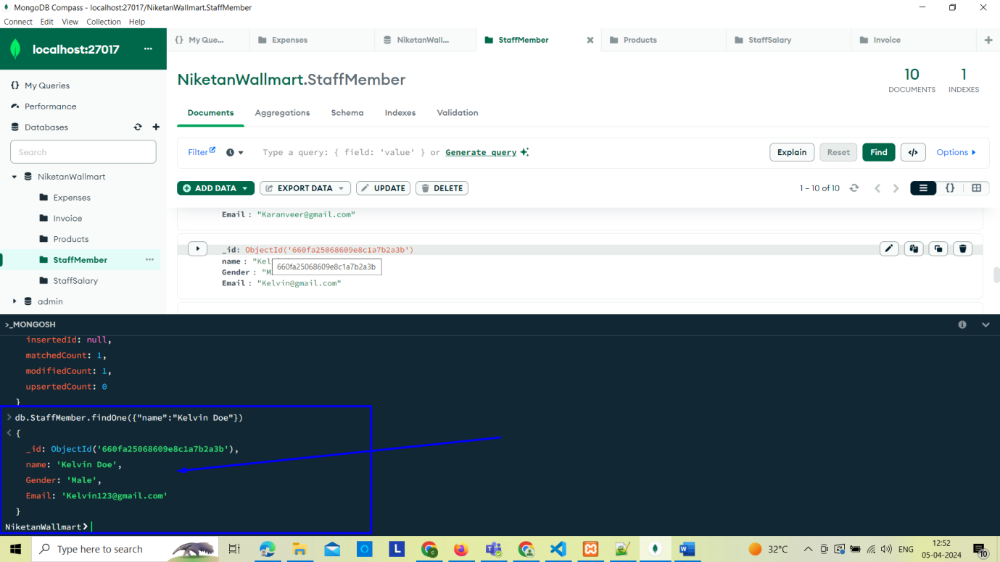 MongoDB Compass - localhost:27017/NiketanWallmart.StaffMember
Connect Edit View Collection Help
localhost:27017 ...
{} My Que... Expenses NiketanWall... StaffMember Products StaffSalary Invoice
{} My Queries
Performance
Databases
Search
NiketanWallmart
Expenses
Invoice
Products
StaffMember ...
StaffSalary
admin
NiketanWallmart.StaffMember
10 1
DOCUMENTS INDEXES
Documents Aggregations Schema Indexes Validation
Filter Type a query: { field: 'value' } or Generate query Explain Reset Find </> Options
ADD DATA EXPORT DATA UPDATE DELETE 1 – 10 of 10 {}
Email : "Karanveer@gmail.com"
_id: ObjectId('660fa25068609e8c1a7b2a3b')
name : "Kel
660fa25068609e8c1a7b2a3b
Gender : "M
Email : "Kelvin@gmail.com"
>_MONGOSH
insertedId: null,
matchedCount: 1,
modifiedCount: 1,
upsertedCount: 0
}
> db.StaffMember.findOne({"name":"Kelvin Doe"})
< {
_id: ObjectId('660fa25068609e8c1a7b2a3b'),
name: 'Kelvin Doe',
Gender: 'Male',
Email: 'Kelvin123@gmail.com'
}
NiketanWallmart>
Type here to search
L
32°C
ENG
12:52
05-04-2024
10